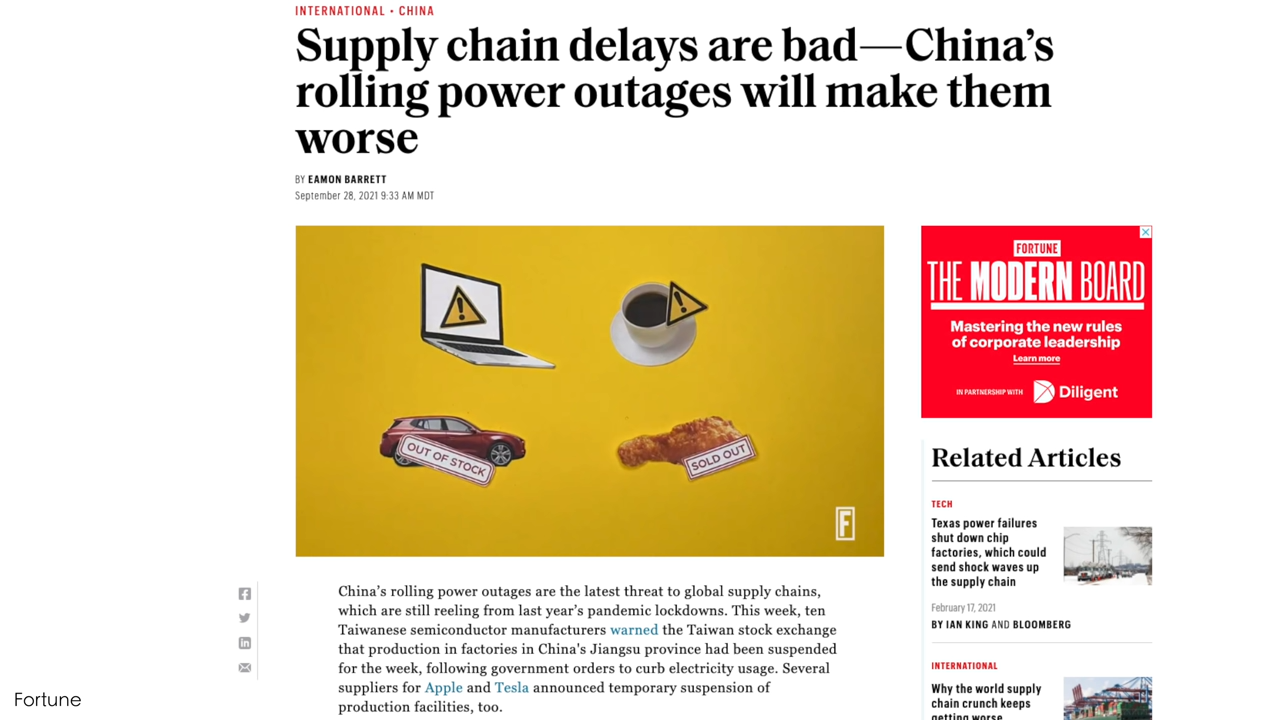 INTERNATIONAL • CHINA
Supply chain delays are bad—China’s
rolling power outages will make them
worse
BY EAMON BARRETT
September 28, 2021 9:33 AM MDT
OUT OF STOCK
SOLD OUT
F
China’s rolling power outages are the latest threat to global supply chains,
which are still reeling from last year’s pandemic lockdowns. This week, ten
Taiwanese semiconductor manufacturers warned the Taiwan stock exchange
that production in factories in China's Jiangsu province had been suspended
for the week, following government orders to curb electricity usage. Several
suppliers for Apple and Tesla announced temporary suspension of
production facilities, too.
FORTUNE
THE MODERN BOARD
Mastering the new rules
of corporate leadership
Learn more
IN PARTNERSHIP WITH Diligent
Related Articles
TECH
Texas power failures
shut down chip
factories, which could
send shock waves up
the supply chain
February 17, 2021
BY IAN KING AND BLOOMBERG
INTERNATIONAL
Why the world supply
chain crunch keeps
getting worse
Fortune